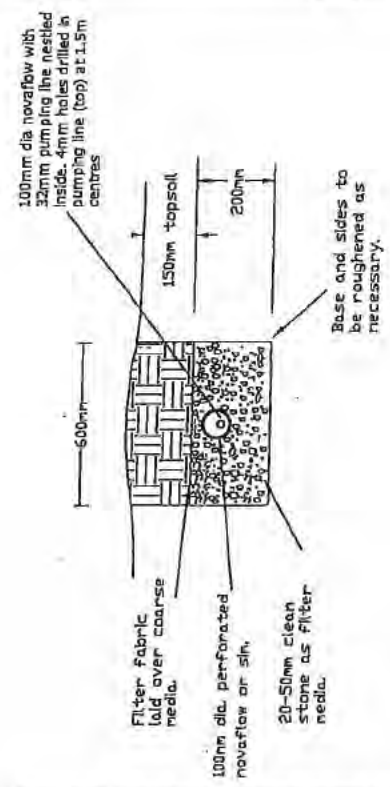 100mm dia novaflow with
32mm pumping line nestled
inside. 4mm holes drilled in
pumping line (top) at 1.5m
centres
600mm
150mm topsoil
200mm
Filter fabric
laid over coarse
media.
100mm dia. perforated
novaflow or sim.
20-50mm clean
stone as filter
media.
Base and sides to
be roughened as
necessary.